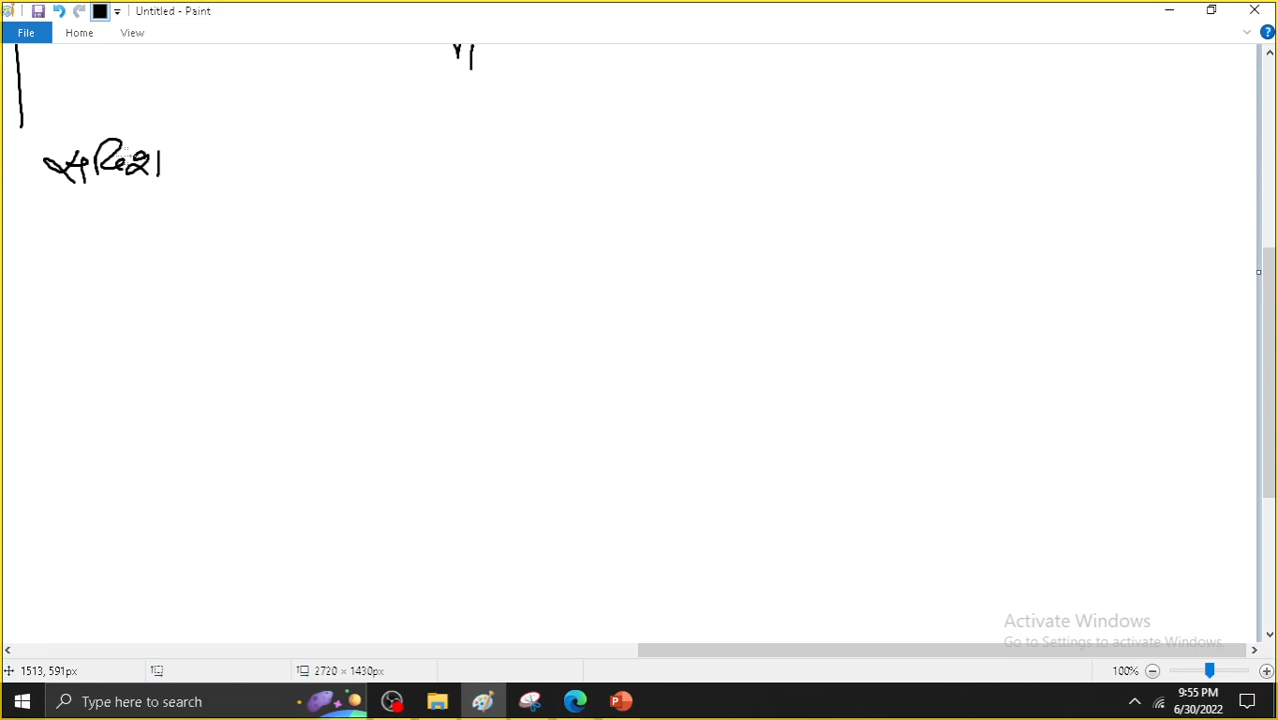 Untitled - Paint
File
Home
View
1513, 591px
2720 × 1430px
100%
Activate Windows
Go to Settings to activate Windows.
Type here to search
9:55 PM
6/30/2022